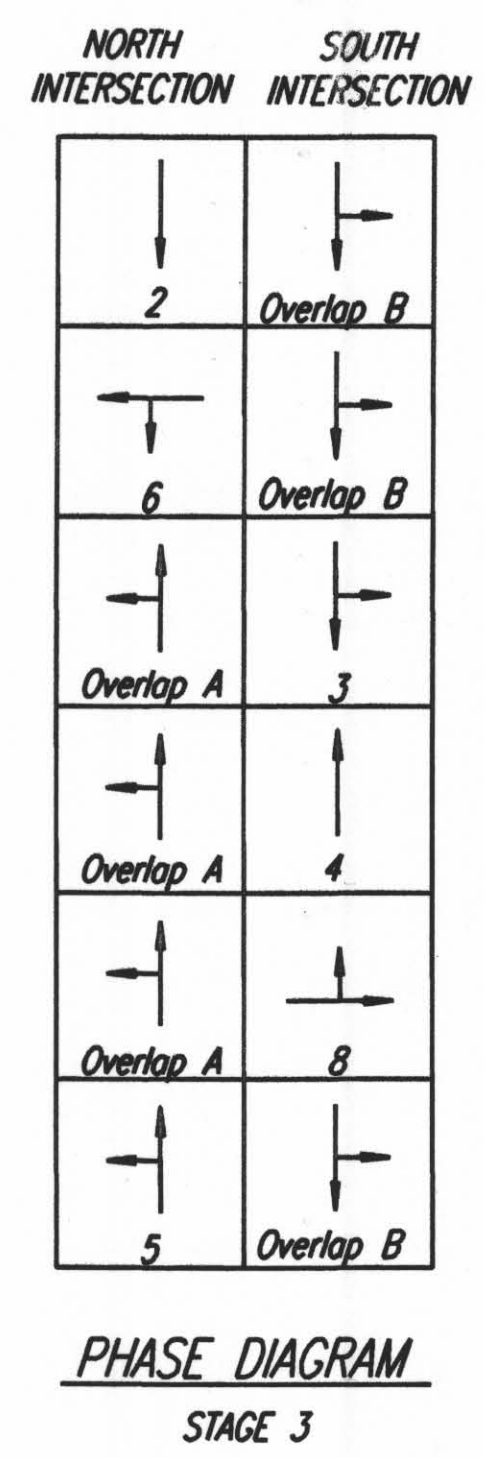 NORTH INTERSECTION SOUTH INTERSECTION
2 Overlap B
6 Overlap B
Overlap A 3
Overlap A 4
Overlap A 8
5 Overlap B
PHASE DIAGRAM
STAGE 3